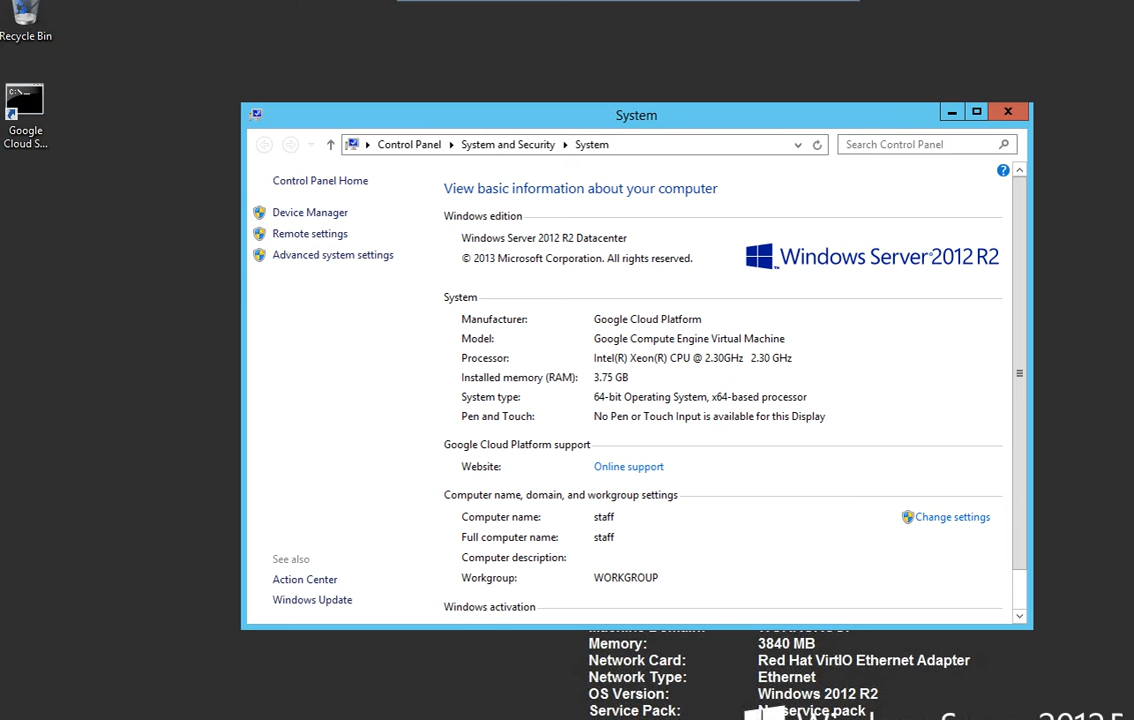 Recycle Bin
Google
Cloud S...
System
Control Panel
System and Security
System
Search Control Panel
Control Panel Home
Device Manager
Remote settings
Advanced system settings
See also
Action Center
Windows Update
View basic information about your computer
Windows edition
Windows Server 2012 R2 Datacenter
© 2013 Microsoft Corporation. All rights reserved.
Windows Server 2012 R2
System
Manufacturer: Google Cloud Platform
Model: Google Compute Engine Virtual Machine
Processor: Intel(R) Xeon(R) CPU @ 2.30GHz 2.30 GHz
Installed memory (RAM): 3.75 GB
System type: 64-bit Operating System, x64-based processor
Pen and Touch: No Pen or Touch Input is available for this Display
Google Cloud Platform support
Website: Online support
Computer name, domain, and workgroup settings
Computer name: staff
Change settings
Full computer name: staff
Computer description:
Workgroup: WORKGROUP
Windows activation
Memory: 3840 MB
Network Card: Red Hat VirtIO Ethernet Adapter
Network Type: Ethernet
OS Version: Windows 2012 R2
Service Pack: No service pack